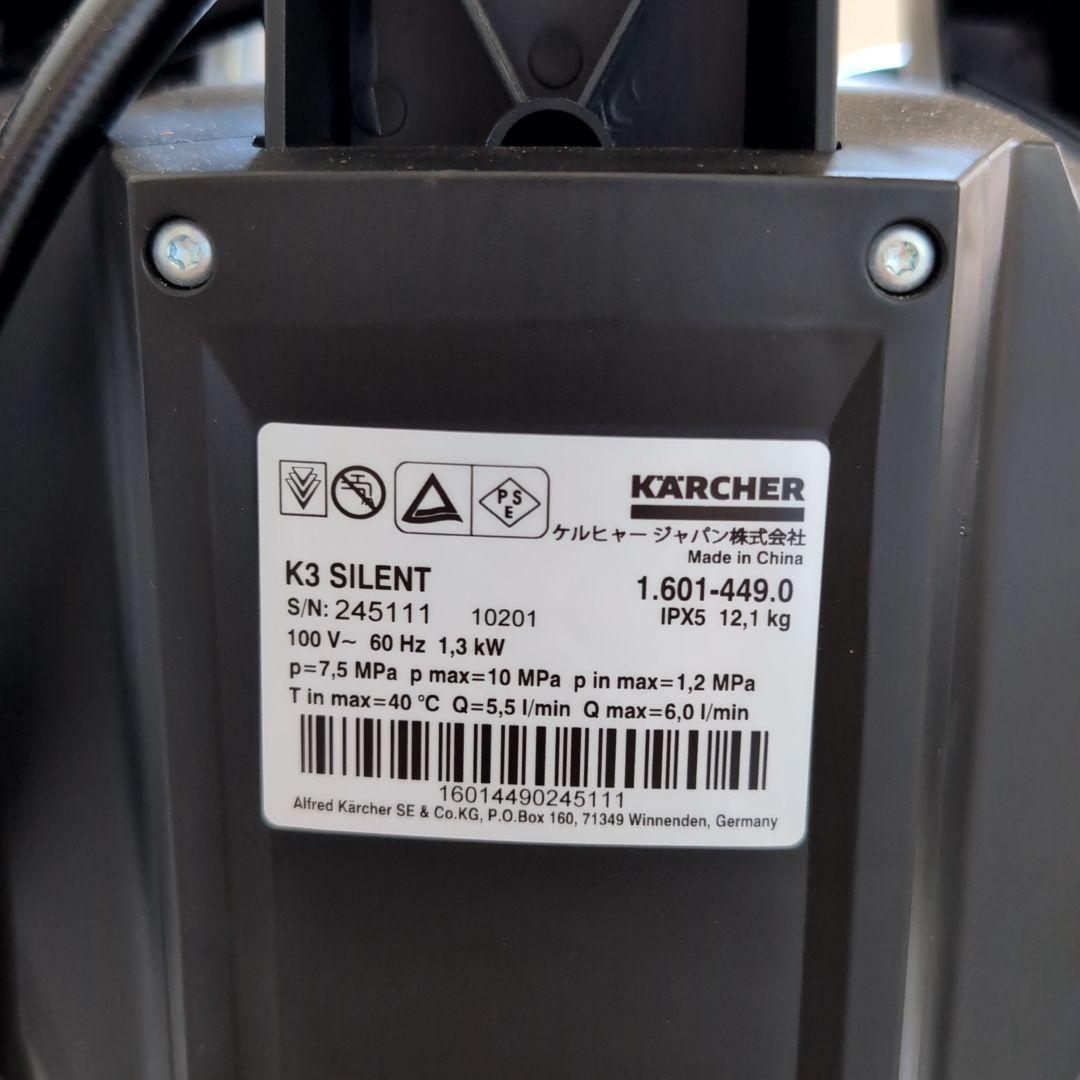 P S E
KÄRCHER
ケルヒャー ジャパン株式会社
Made in China
K3 SILENT 1.601-449.0
S/N: 245111 10201 IPX5 12,1 kg
100 V~ 60 Hz 1,3 kW
p=7,5 MPa p max=10 MPa p in max=1,2 MPa
T in max=40 °C Q=5,5 l/min Q max=6,0 l/min
16014490245111
Alfred Kärcher SE & Co.KG, P.O.Box 160, 71349 Winnenden, Germany